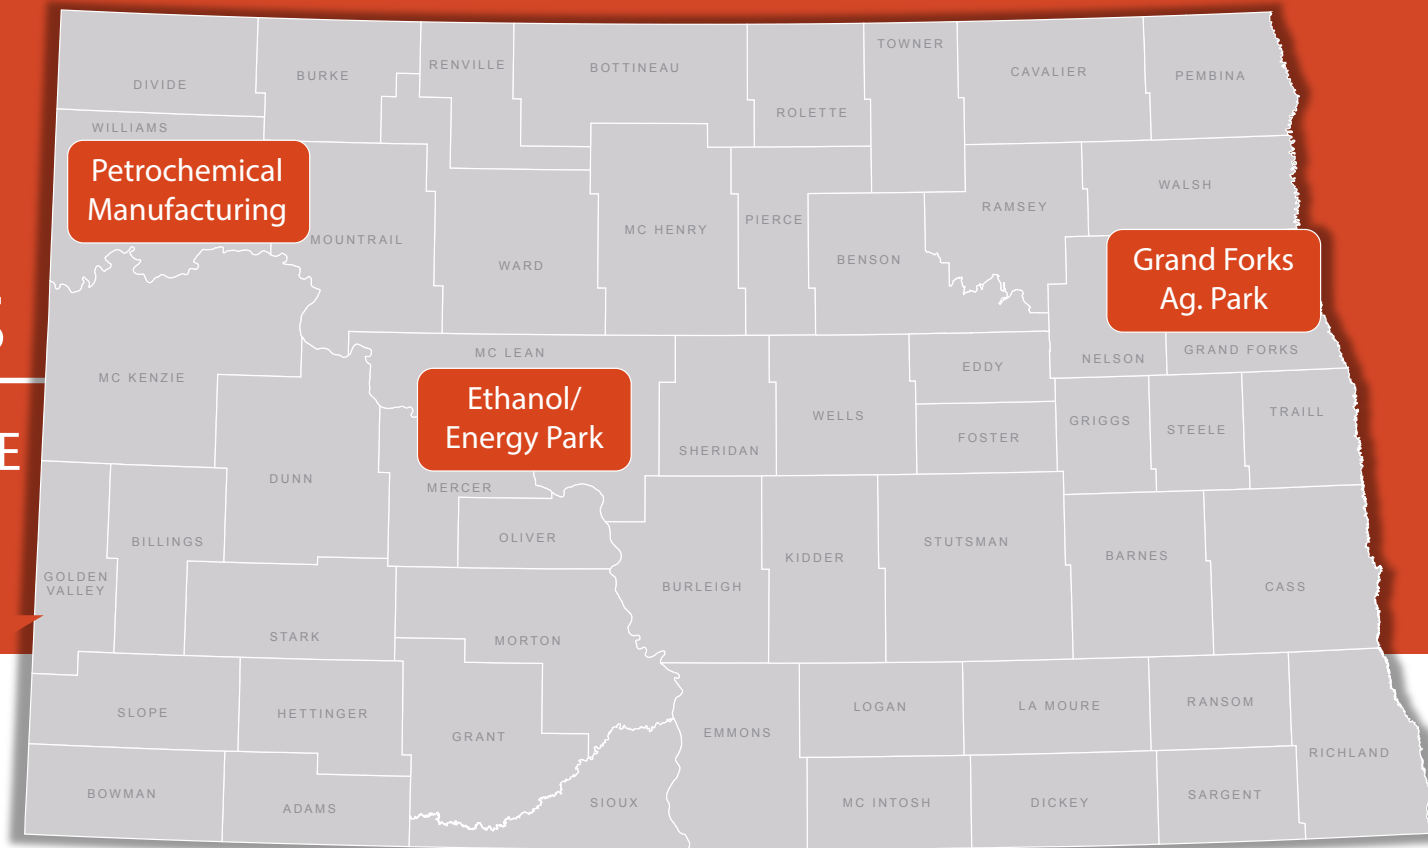 DIVIDE
BURKE
RENVILLE
BOTTINEAU
TOWNER
ROLETTE
CAVALIER
PEMBINA
WILLIAMS
Petrochemical
Manufacturing
MOUNTRAIL
WARD
MC HENRY
PIERCE
BENSON
RAMSEY
WALSH
Grand Forks
Ag. Park
NELSON
GRAND FORKS
MC KENZIE
MC LEAN
Ethanol/
Energy Park
SHERIDAN
WELLS
EDDY
FOSTER
GRIGGS
STEELE
TRAILL
DUNN
MERCER
OLIVER
BILLINGS
GOLDEN
VALLEY
STARK
MORTON
BURLEIGH
KIDDER
STUTSMAN
BARNES
CASS
SLOPE
HETTINGER
GRANT
EMMONS
LOGAN
LA MOURE
RANSOM
RICHLAND
BOWMAN
ADAMS
SIOUX
MC INTOSH
DICKEY
SARGENT